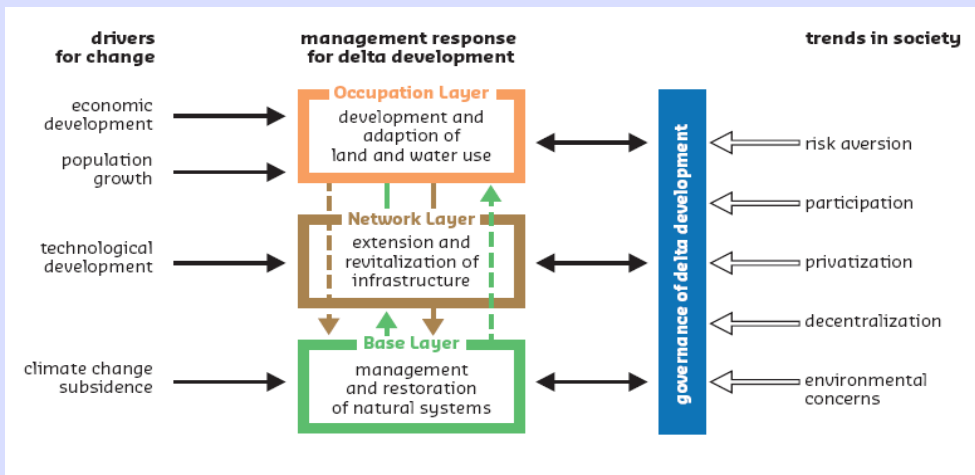 drivers
for change
management response
for delta development
trends in society
economic
development
population
growth
technological
development
climate change
subsidence
Occupation Layer
development and
adaption of
land and water use
Network Layer
extension and
revitalization of
infrastructure
Base Layer
management
and restoration
of natural systems
governance of delta development
risk aversion
participation
privatization
decentralization
environmental
concerns